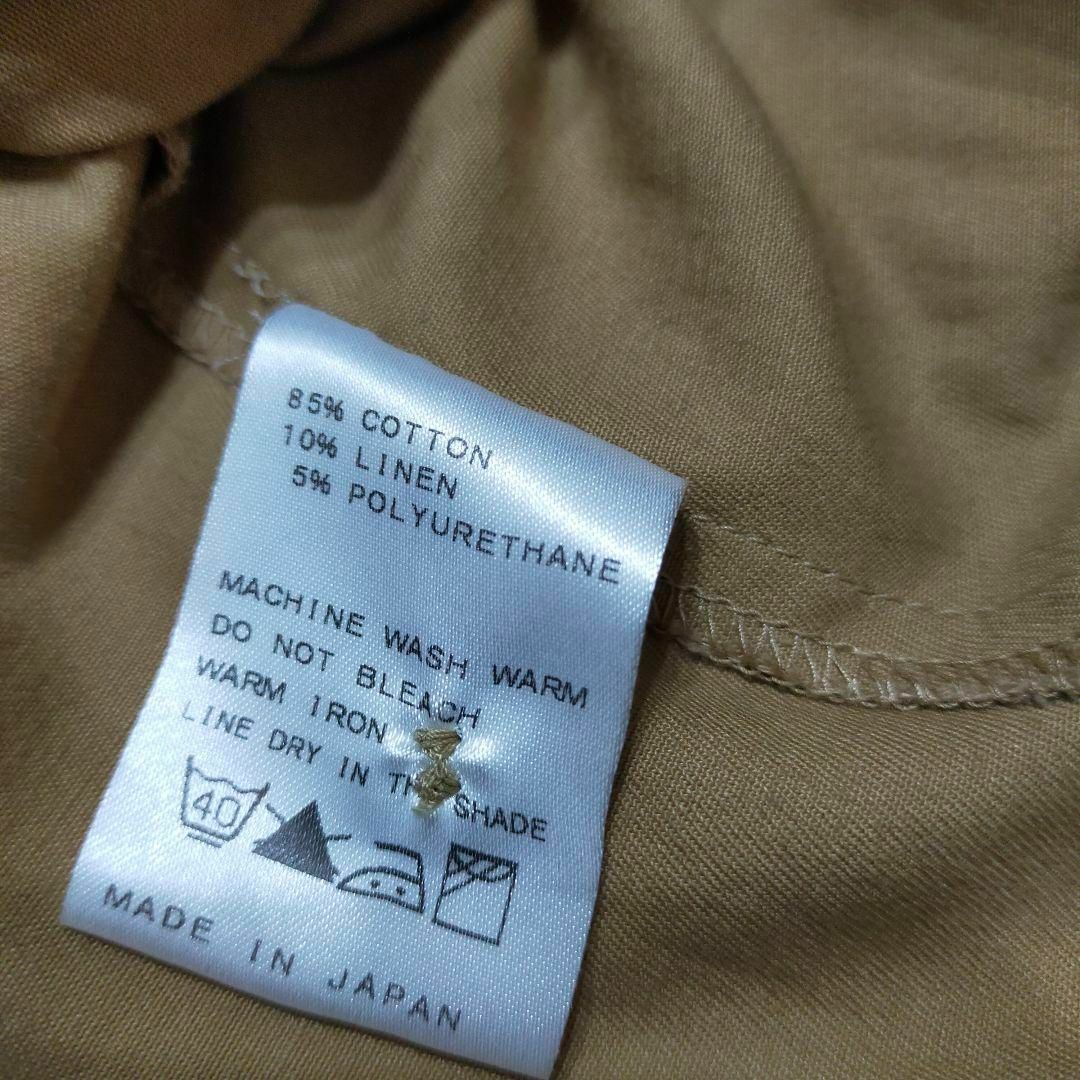 85% COTTON
10% LINEN
5% POLYURETHANE
MACHINE WASH WARM
DO NOT BLEACH
WARM IRON
LINE DRY IN THE SHADE
40
MADE IN JAPAN